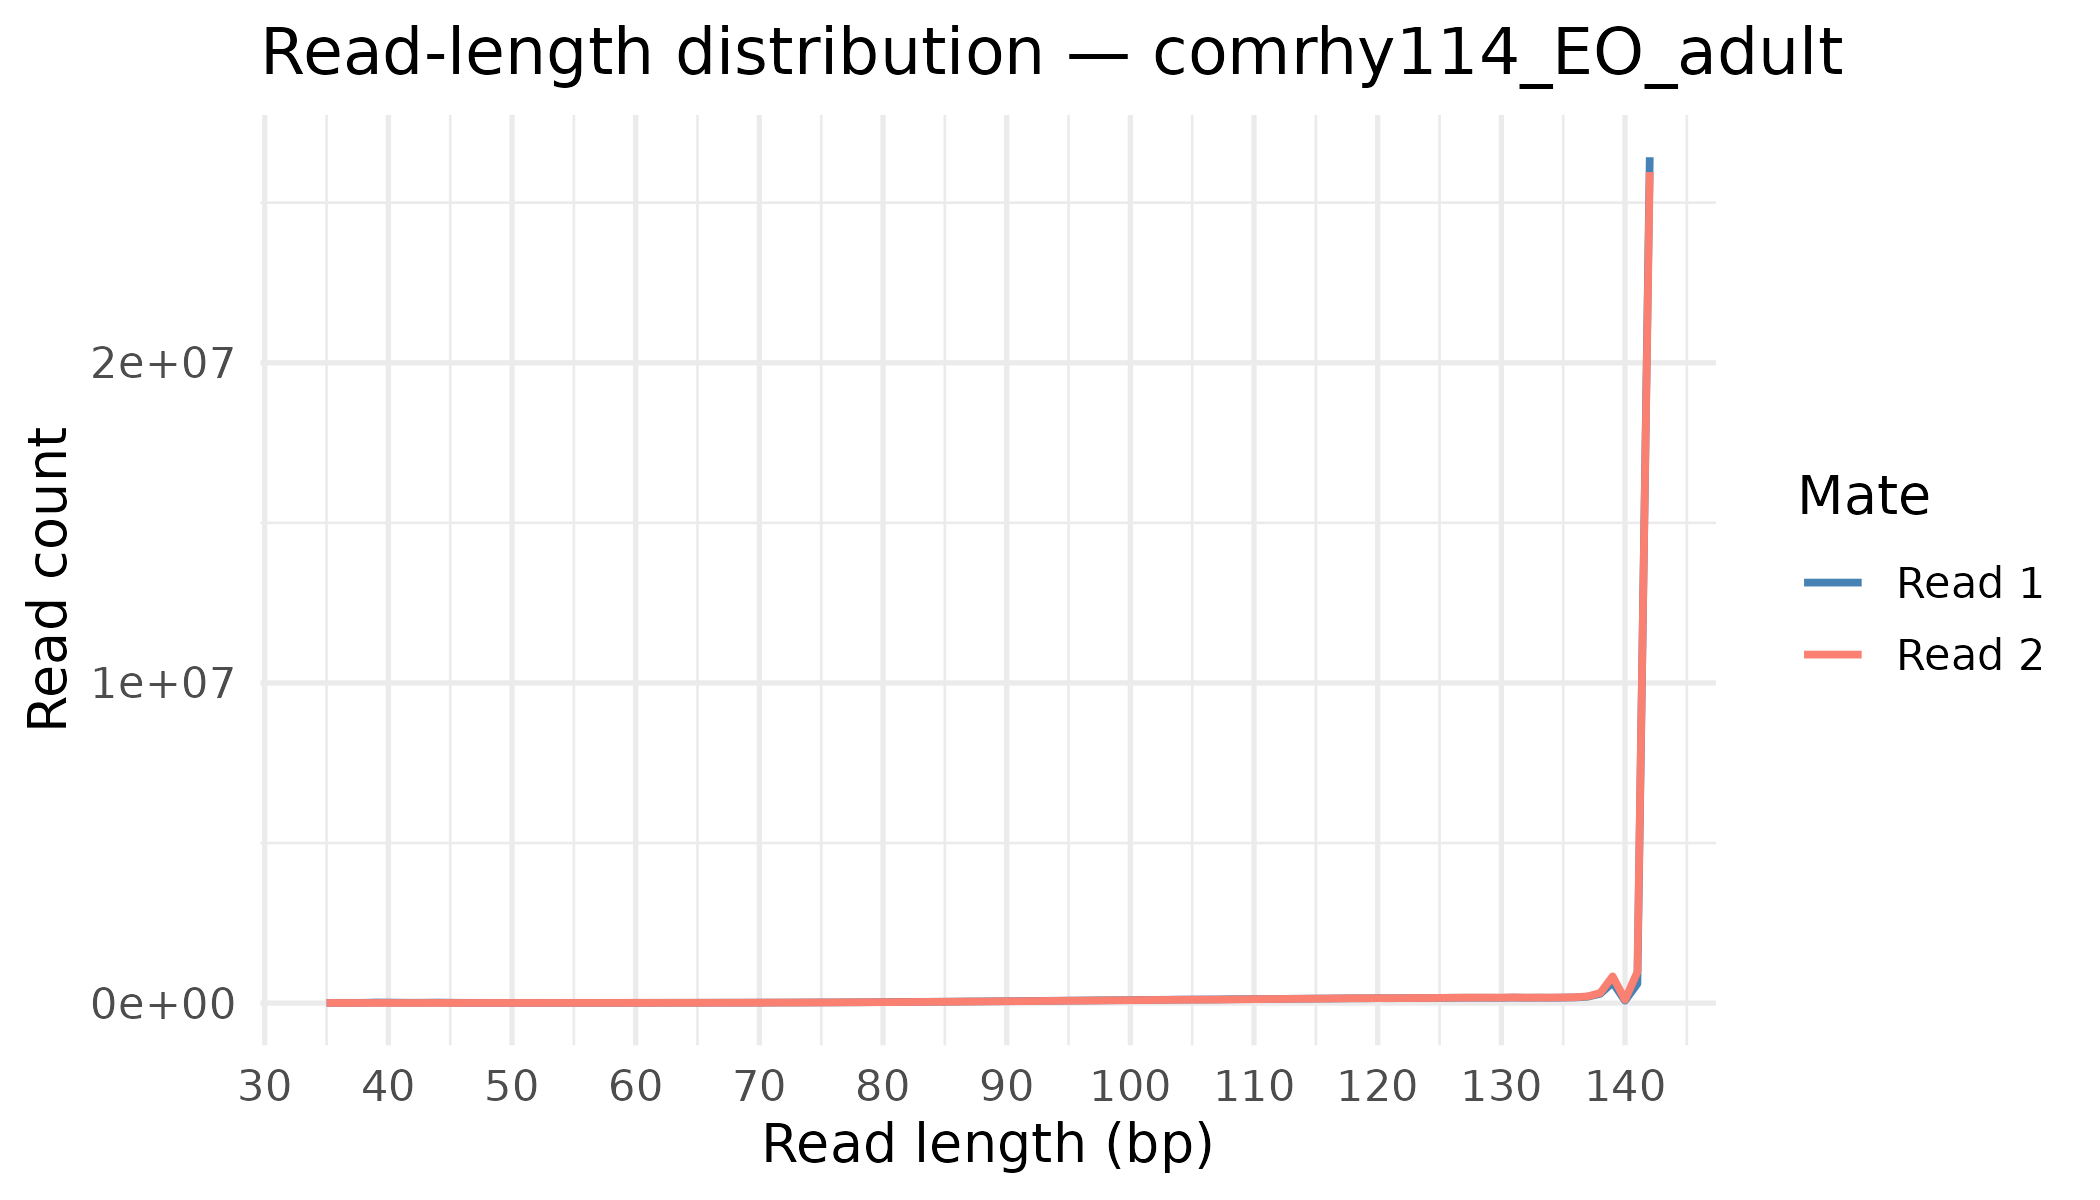 Read-length distribution — comrhy114_EO_adult
Read count
2e+07
1e+07
0e+00
30 40 50 60 70 80 90 100 110 120 130 140
Read length (bp)
Mate
Read 1
Read 2